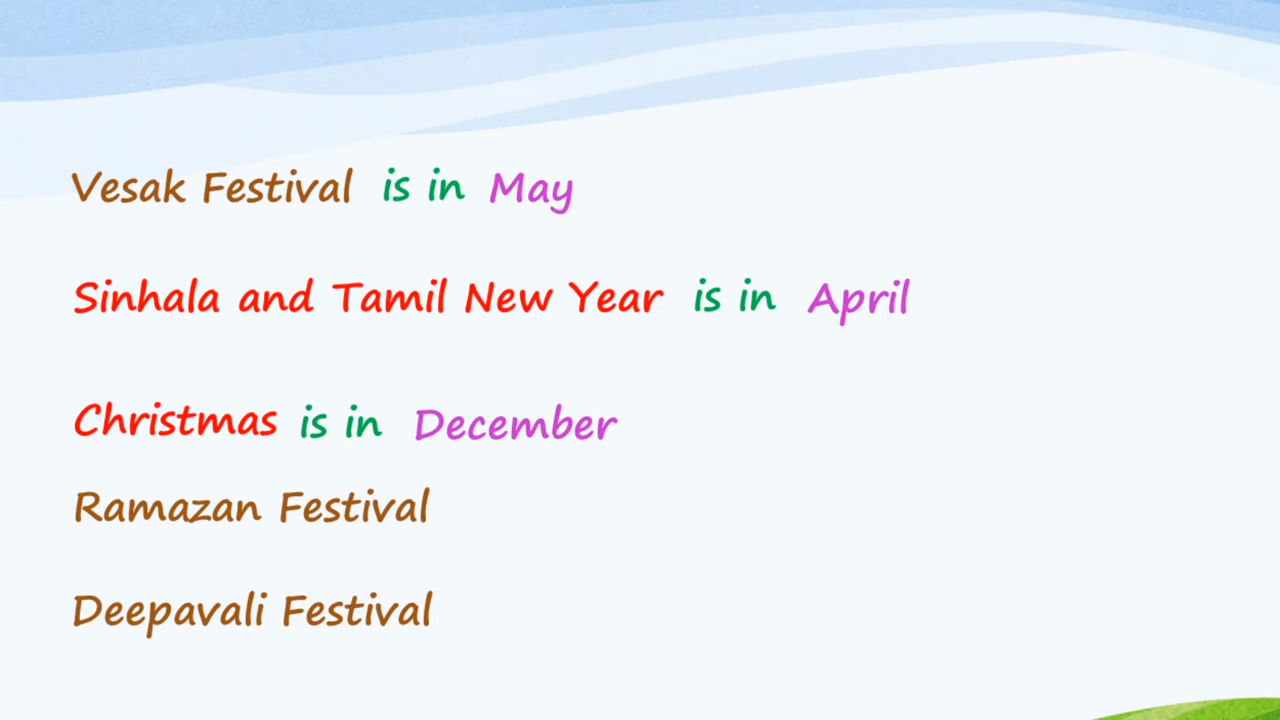 Vesak Festival is in May
Sinhala and Tamil New Year is in April
Christmas is in December
Ramazan Festival
Deepavali Festival